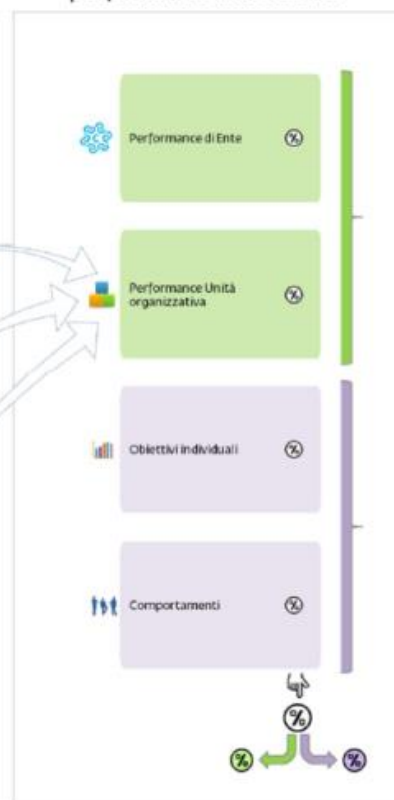 Performance di Ente %
Performance Unità
organizzativa %
Obiettivi individuali %
Comportamenti %
%
% %